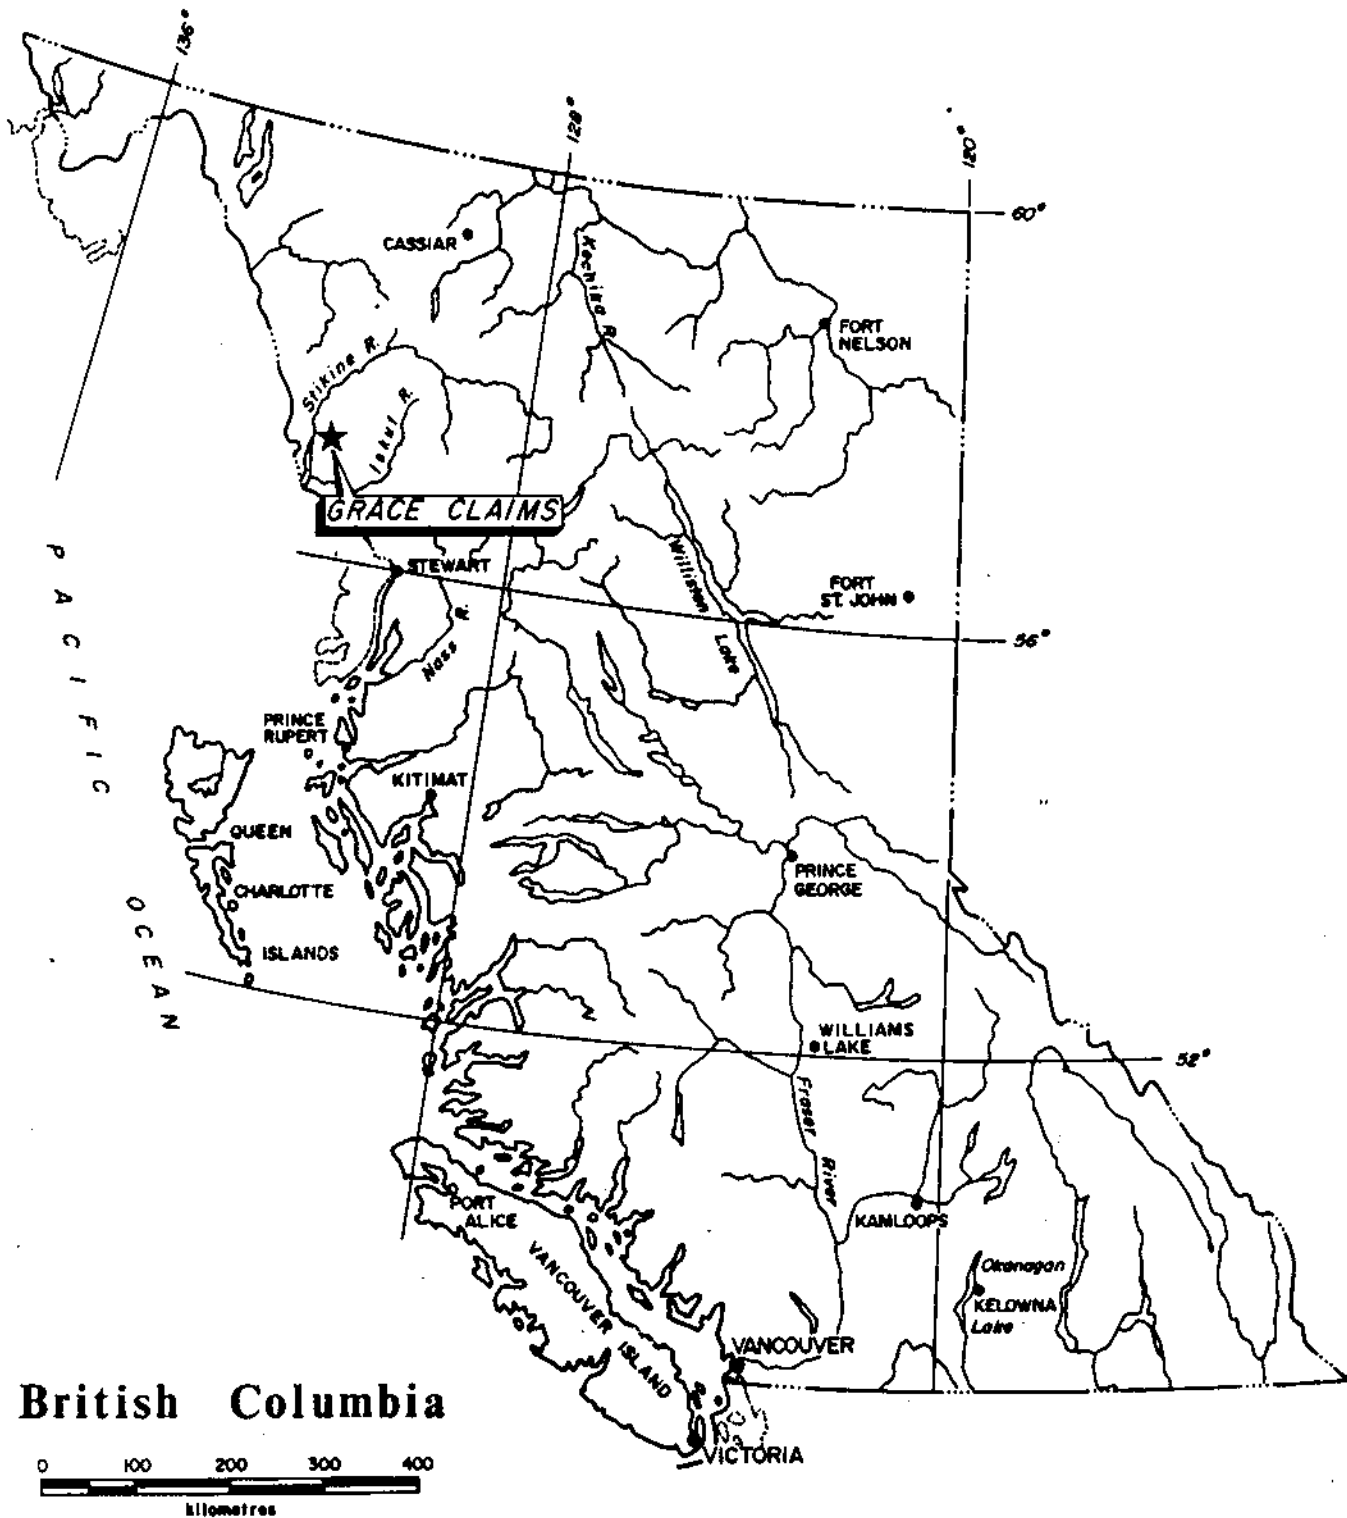 136°
128°
120°
60°
CASSIAR
Kechika R.
FORT
NELSON
Stikine R.
Iskut R.
GRACE CLAIMS
STEWART
Williston
Lake
FORT
ST. JOHN
56°
Nass R.
PACIFIC
OCEAN
PRINCE
RUPERT
KITIMAT
QUEEN
CHARLOTTE
ISLANDS
PRINCE
GEORGE
WILLIAMS
LAKE
52°
Fraser
River
PORT
ALICE
KAMLOOPS
VANCOUVER ISLAND
Okanagan
KELOWNA
Lake
VANCOUVER
VICTORIA
British Columbia
0 100 200 300 400
kilometres